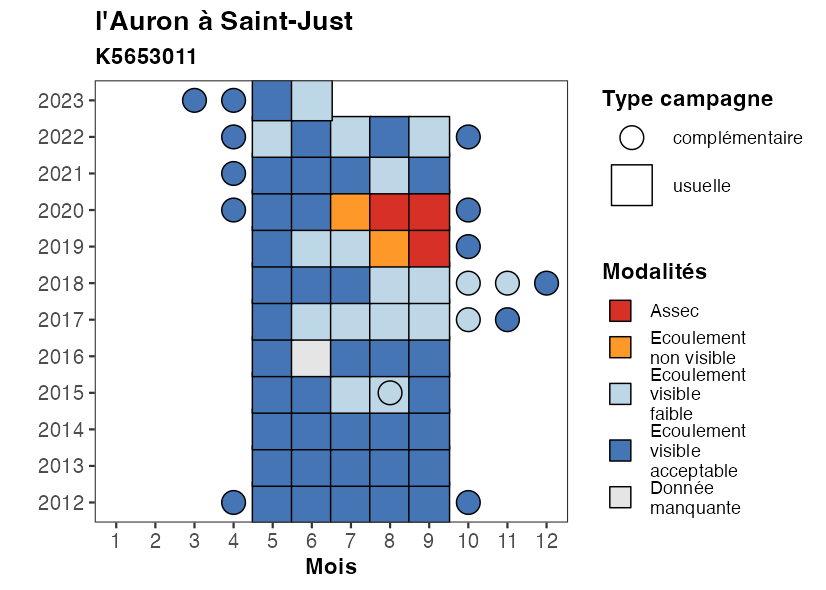 l'Auron à Saint-Just
K5653011
2023
2022
2021
2020
2019
2018
2017
2016
2015
2014
2013
2012
1 2 3 4 5 6 7 8 9 10 11 12
Mois
Type campagne
complémentaire
usuelle
Modalités
Assec
Ecoulement
non visible
Ecoulement
visible
faible
Ecoulement
visible
acceptable
Donnée
manquante